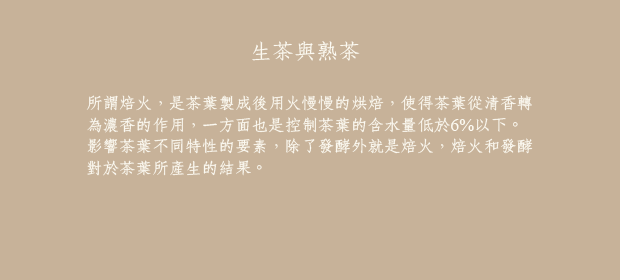 生茶與熟茶
所謂焙火，是茶葉製成後用火慢慢的烘焙，使得茶葉從清香轉
為濃香的作用，一方面也是控制茶葉的含水量低於6%以下。
影響茶葉不同特性的要素，除了發酵外就是焙火，焙火和發酵
對於茶葉所產生的結果。